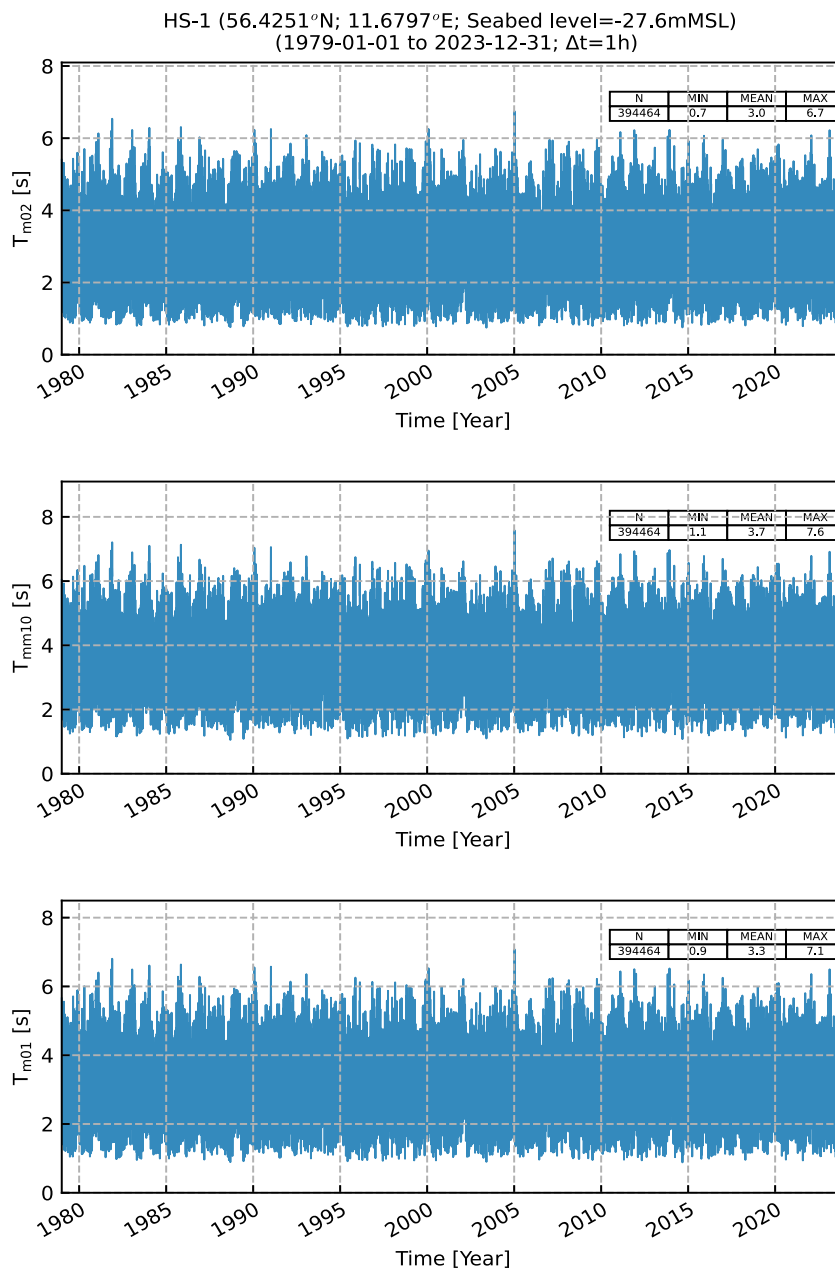 HS-1 (56.4251°N; 11.6797°E; Seabed level=-27.6mMSL)
(1979-01-01 to 2023-12-31; Δt=1h)
8
6
4
2
0
T_m02 [s]
N MIN MEAN MAX
394464 0.7 3.0 6.7
1980 1985 1990 1995 2000 2005 2010 2015 2020
Time [Year]
8
6
4
2
0
T_mm10 [s]
N MIN MEAN MAX
394464 1.1 3.7 7.6
1980 1985 1990 1995 2000 2005 2010 2015 2020
Time [Year]
8
6
4
2
0
T_m01 [s]
N MIN MEAN MAX
394464 0.9 3.3 7.1
1980 1985 1990 1995 2000 2005 2010 2015 2020
Time [Year]